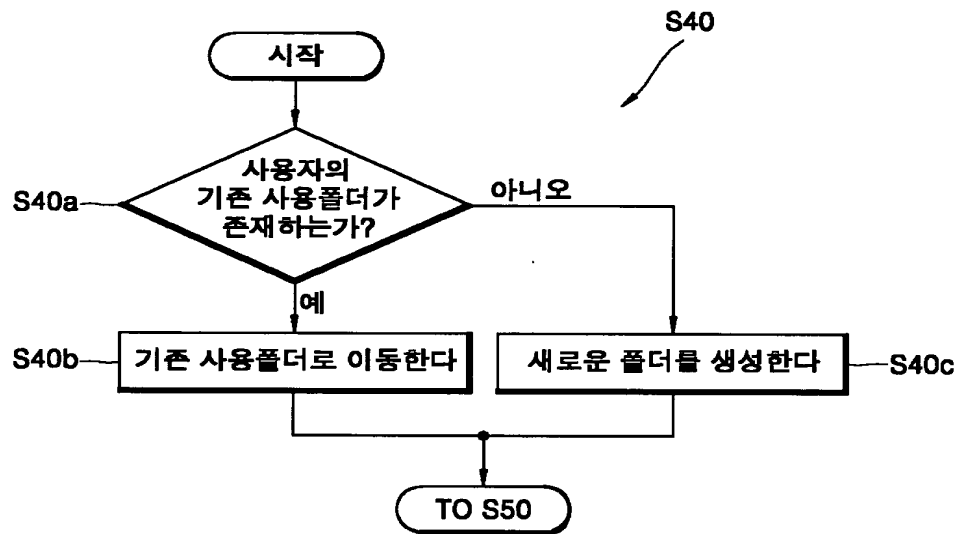 S40
시작
사용자의
기존 사용폴더가
존재하는가?
S40a
아니오
예
S40b
기존 사용폴더로 이동한다
새로운 폴더를 생성한다
S40c
TO S50